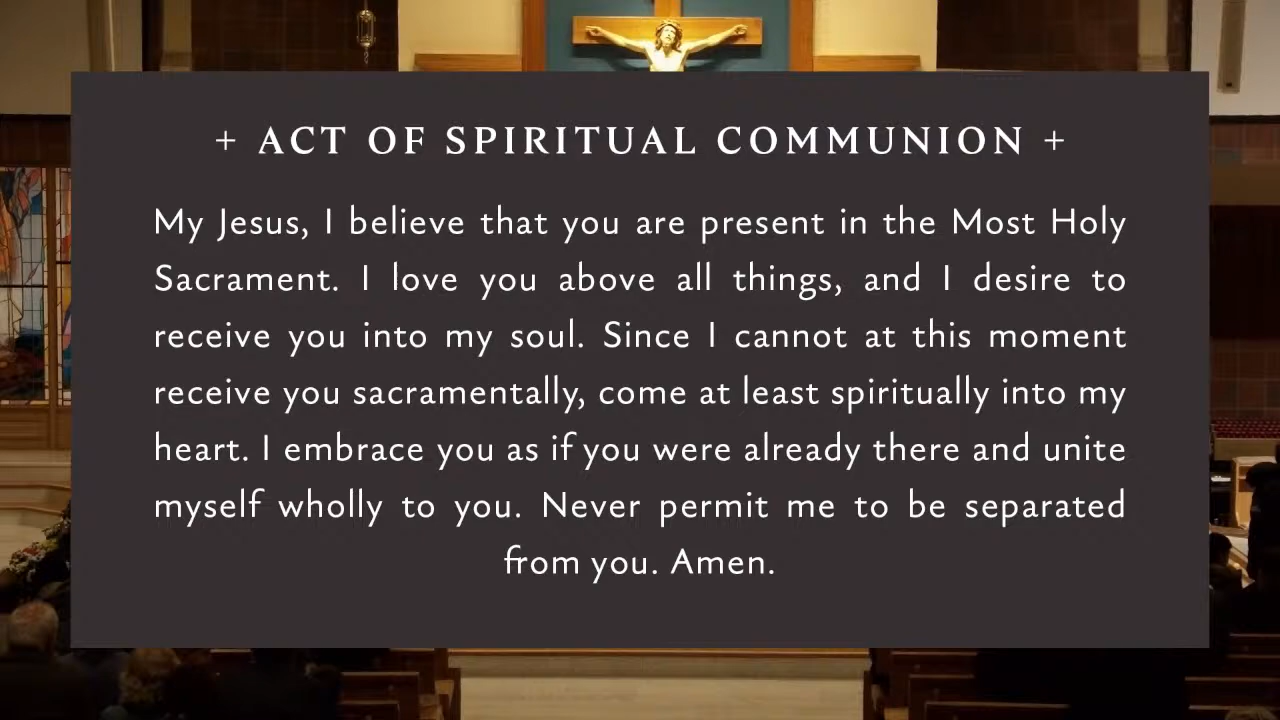 + ACT OF SPIRITUAL COMMUNION +
My Jesus, I believe that you are present in the Most Holy
Sacrament. I love you above all things, and I desire to
receive you into my soul. Since I cannot at this moment
receive you sacramentally, come at least spiritually into my
heart. I embrace you as if you were already there and unite
myself wholly to you. Never permit me to be separated
from you. Amen.